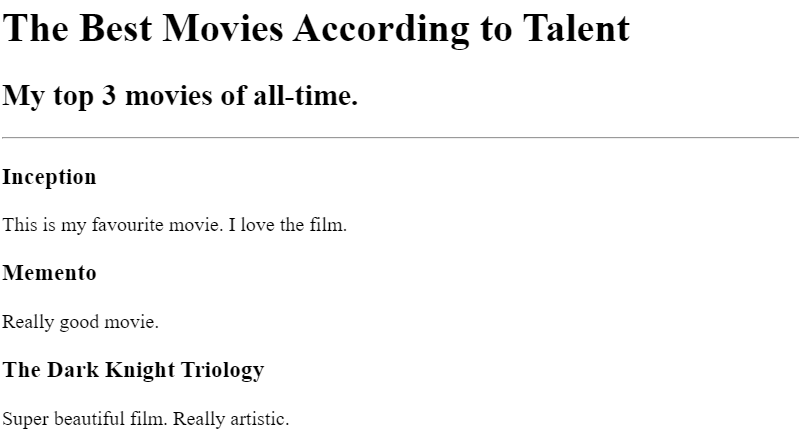 The Best Movies According to Talent
My top 3 movies of all-time.
Inception
This is my favourite movie. I love the film.
Memento
Really good movie.
The Dark Knight Triology
Super beautiful film. Really artistic.